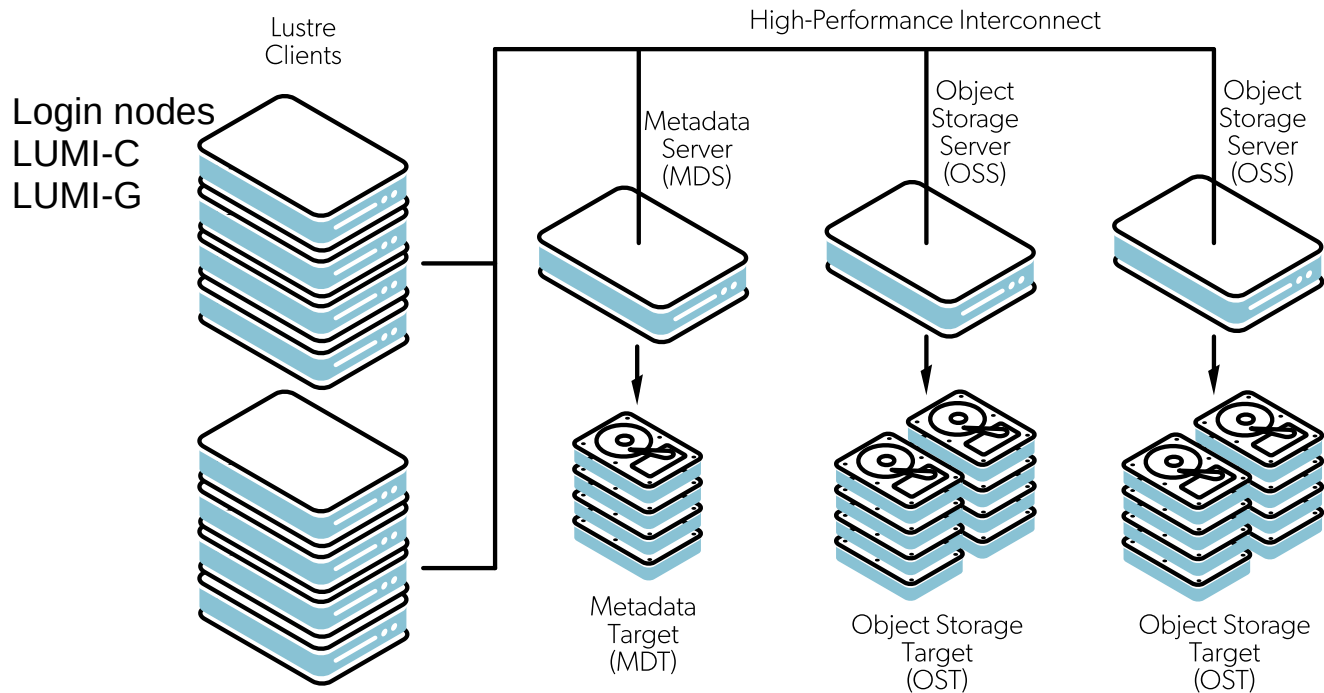 High-Performance Interconnect
Lustre
Clients
Login nodes
LUMI-C
LUMI-G
Metadata
Server
(MDS)
Object
Storage
Server
(OSS)
Object
Storage
Server
(OSS)
Metadata
Target
(MDT)
Object Storage
Target
(OST)
Object Storage
Target
(OST)